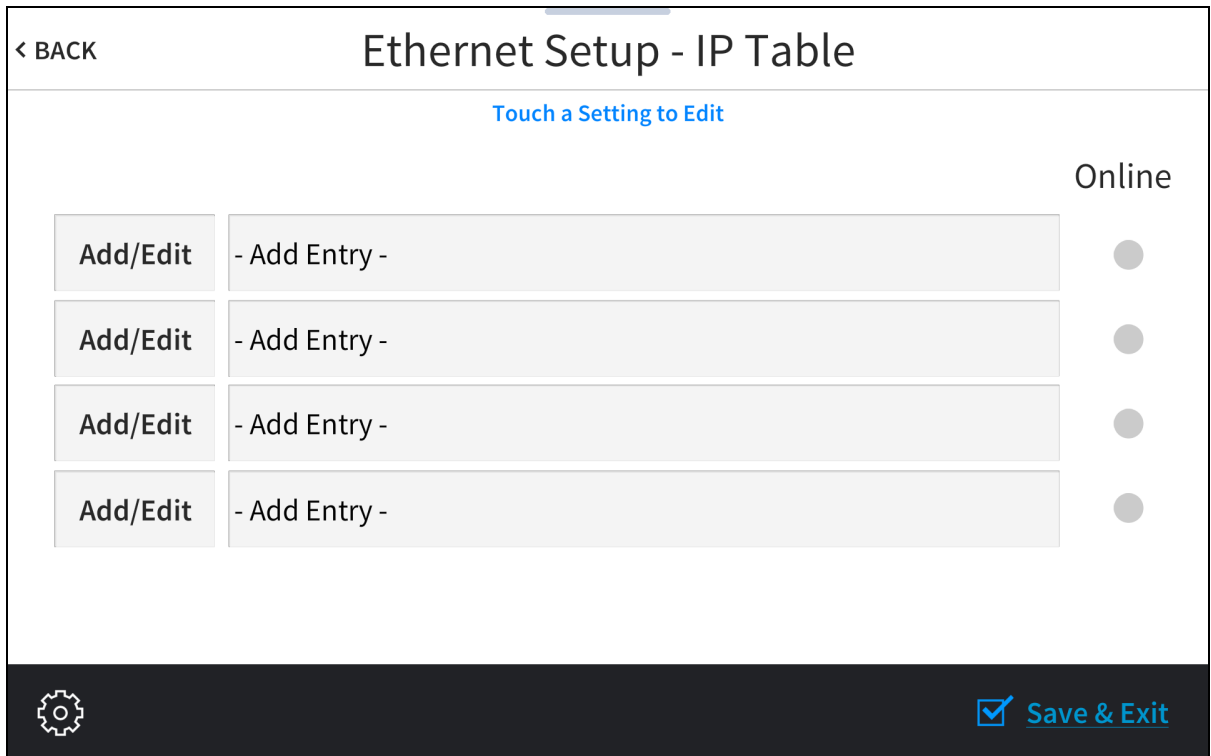 < BACK
Ethernet Setup - IP Table
Touch a Setting to Edit
Online
Add/Edit - Add Entry -
Add/Edit - Add Entry -
Add/Edit - Add Entry -
Add/Edit - Add Entry -
Save & Exit